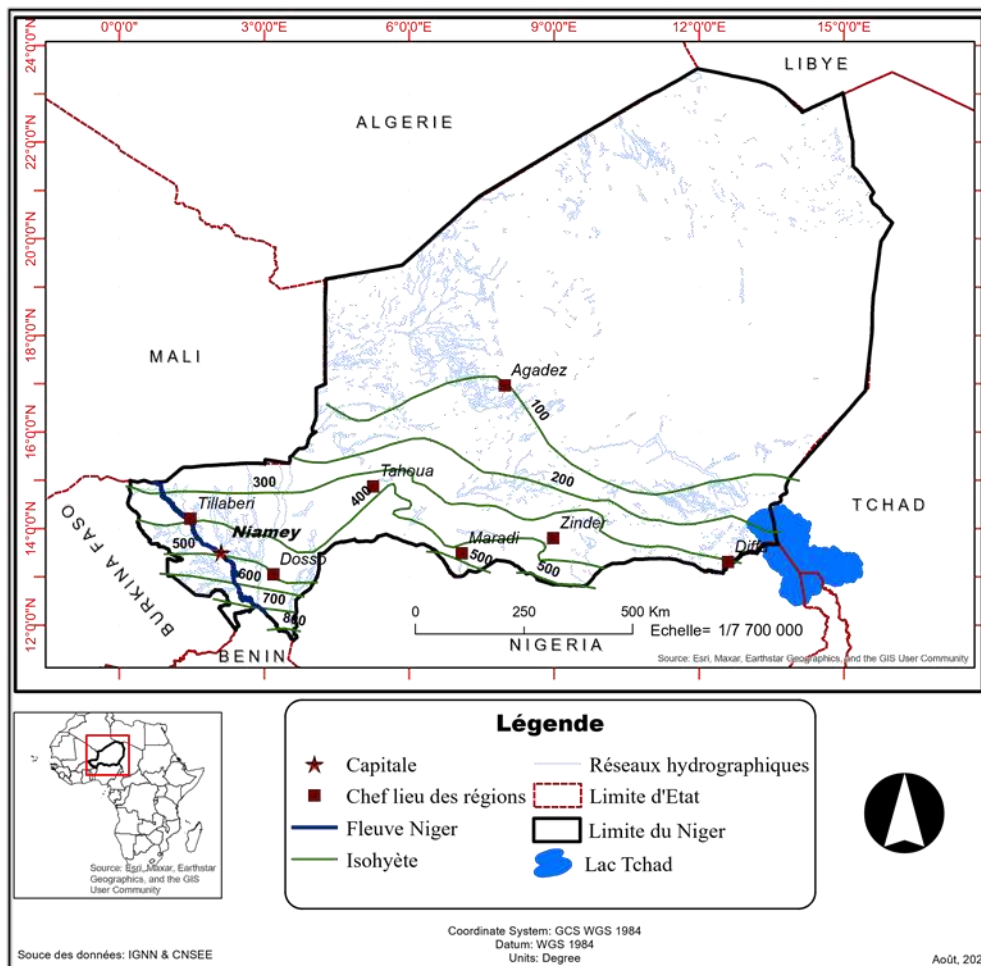 0°0'0" 3°0'0"E 6°0'0"E 9°0'0"E 12°0'0"E 15°0'0"E
24°0'0"N
22°0'0"N
20°0'0"N
18°0'0"N
16°0'0"N
14°0'0"N
12°0'0"N
LIBYE
ALGERIE
MALI
Agadez
100
TCHAD
300
Tahoua
200
400
Tillaberi
Zinder
Niamey
Maradi
500
Dosso
500
Diffa
500
600
700
800
BURKINA FASO
0 250 500 Km
Echelle= 1/7 700 000
NIGERIA
BENIN
Source: Esri, Maxar, Earthstar Geographics, and the GIS User Community
Légende
Capitale
Chef lieu des régions
Fleuve Niger
Isohyète
Réseaux hydrographiques
Limite d'Etat
Limite du Niger
Lac Tchad
Source: Esri, Maxar, Earthstar
Geographics, and the GIS
User Community
Coordinate System: GCS WGS 1984
Datum: WGS 1984
Units: Degree
Souce des données: IGNN & CNSEE
Août, 202